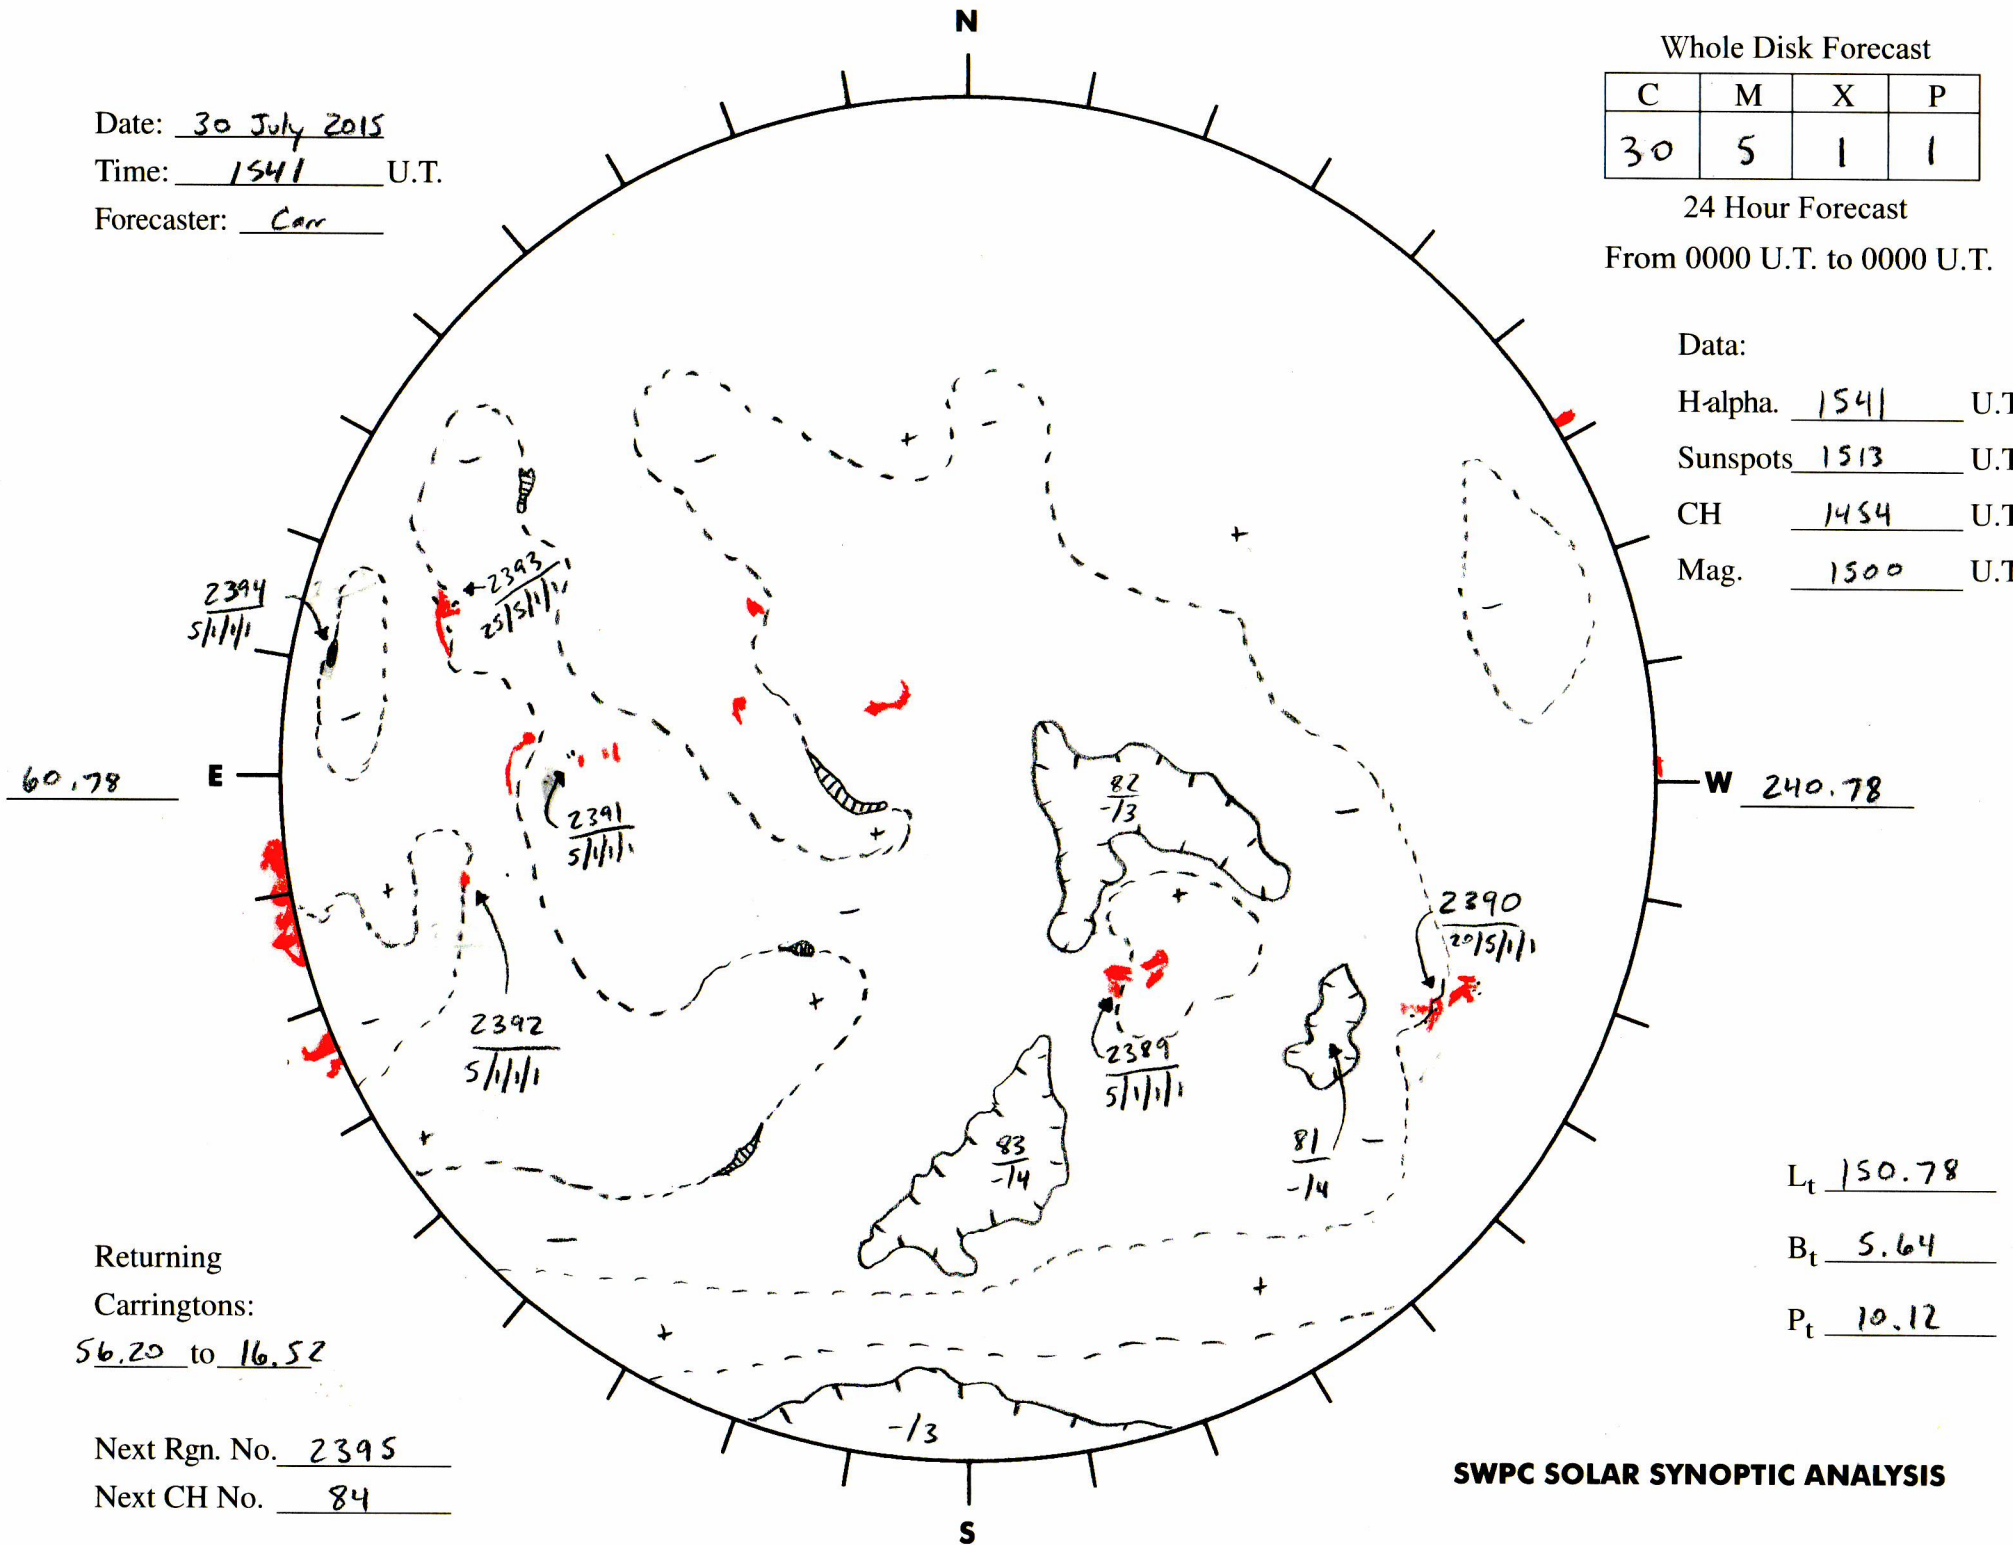 N
Date: 30 July 2015
Time: 1541 U.T.
Forecaster: Carr
Whole Disk Forecast
C M X P
30 5 1 1
24 Hour Forecast
From 0000 U.T. to 0000 U.T.
Data:
H-alpha. 1541 U.T
Sunspots 1513 U.T
CH 1454 U.T
Mag. 1500 U.T
2394
5/1/1/1
2393
25/5/1/1
60.78 E
W 240.78
2391
5/1/1/1
82
-/3
2390
20/5/1/1
2392
5/1/1/1
2389
5/1/1/1
83
-/4
81
-/4
Lt 150.78
Bt 5.64
Pt 10.12
Returning
Carringtons:
56.20 to 16.52
-/3
Next Rgn. No. 2395
Next CH No. 84
SWPC SOLAR SYNOPTIC ANALYSIS
S